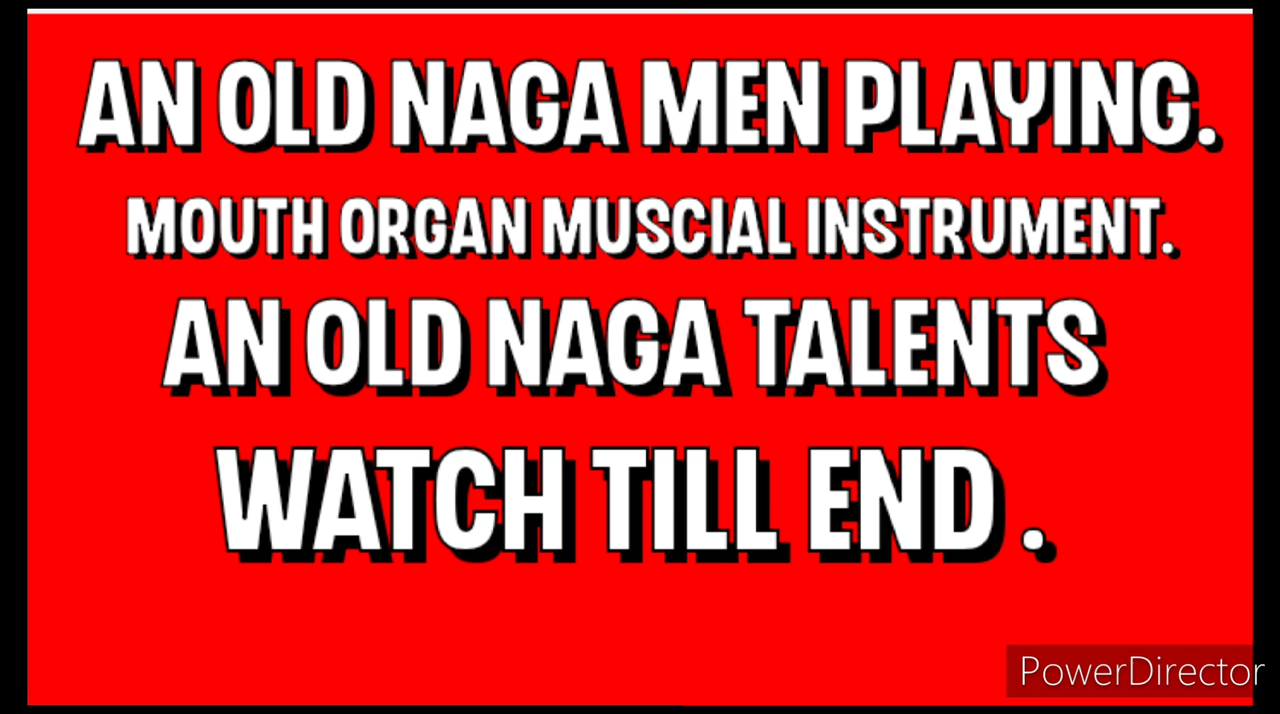 AN OLD NAGA MEN PLAYING.
MOUTH ORGAN MUSCIAL INSTRUMENT.
AN OLD NAGA TALENTS
WATCH TILL END .
PowerDirector